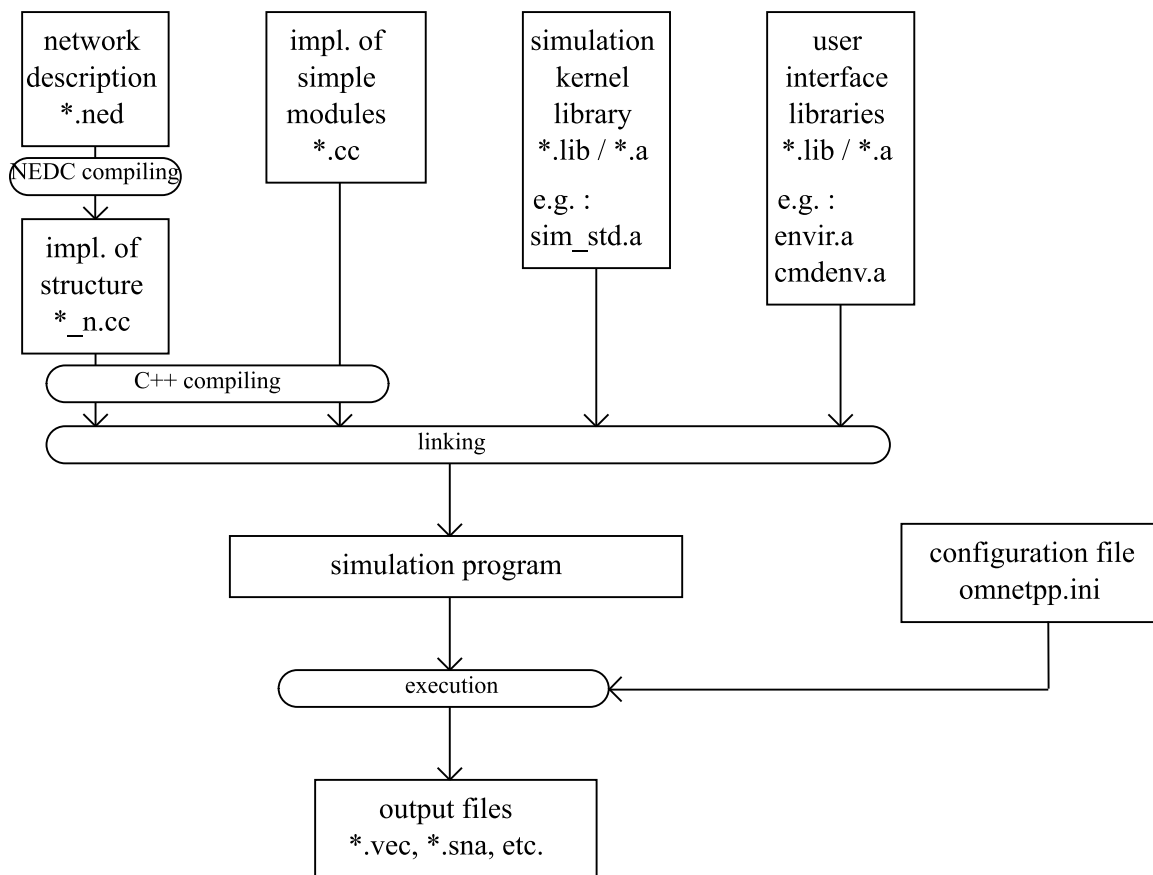 network
description
*.ned
impl. of
simple
modules
*.cc
simulation
kernel
library
*.lib / *.a
e.g. :
sim_std.a
user
interface
libraries
*.lib / *.a
e.g. :
envir.a
cmdenv.a
NEDC compiling
impl. of
structure
*_n.cc
C++ compiling
linking
simulation program
configuration file
omnetpp.ini
execution
output files
*.vec, *.sna, etc.